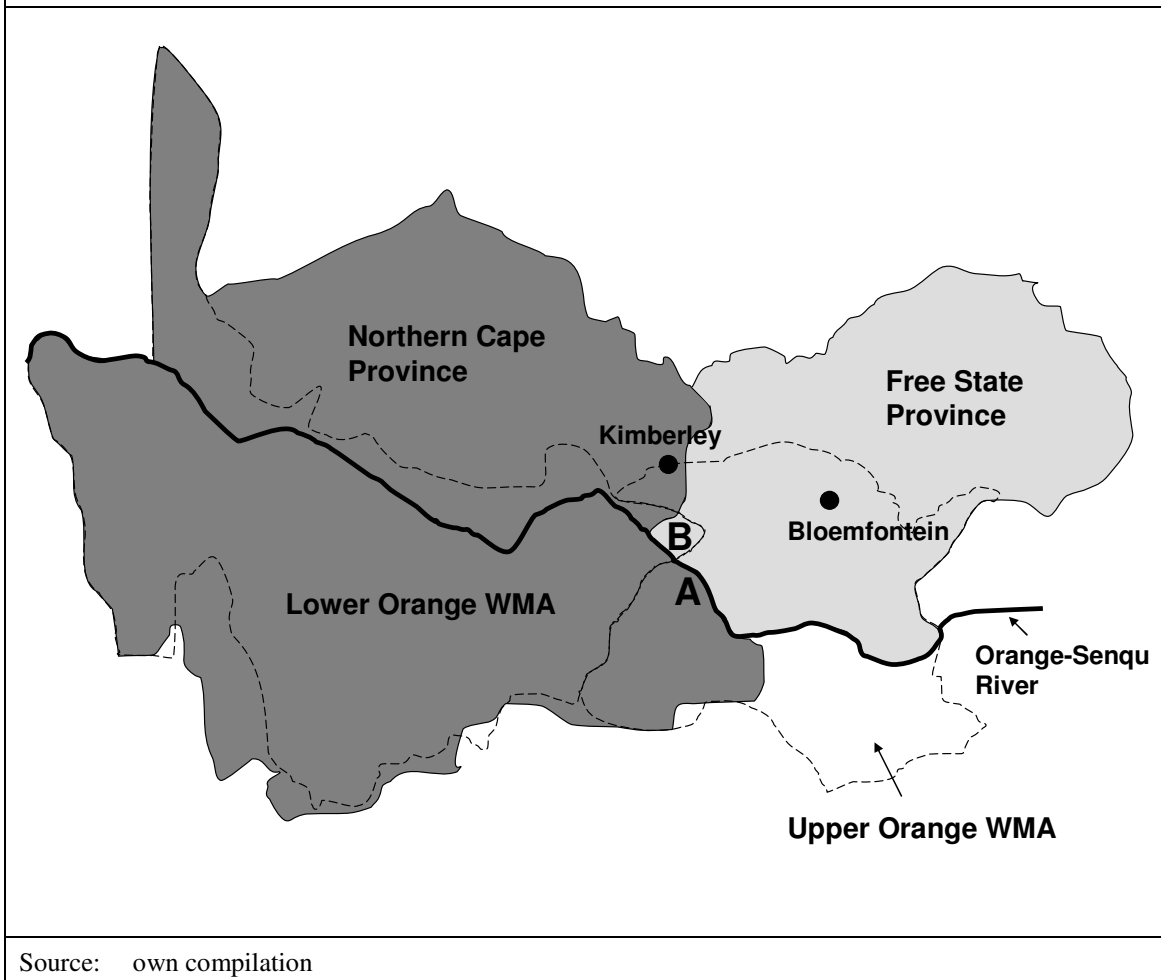 Northern Cape
Province
Free State
Province
Kimberley
B
Bloemfontein
A
Lower Orange WMA
Orange-Senqu
River
Upper Orange WMA
Source: own compilation